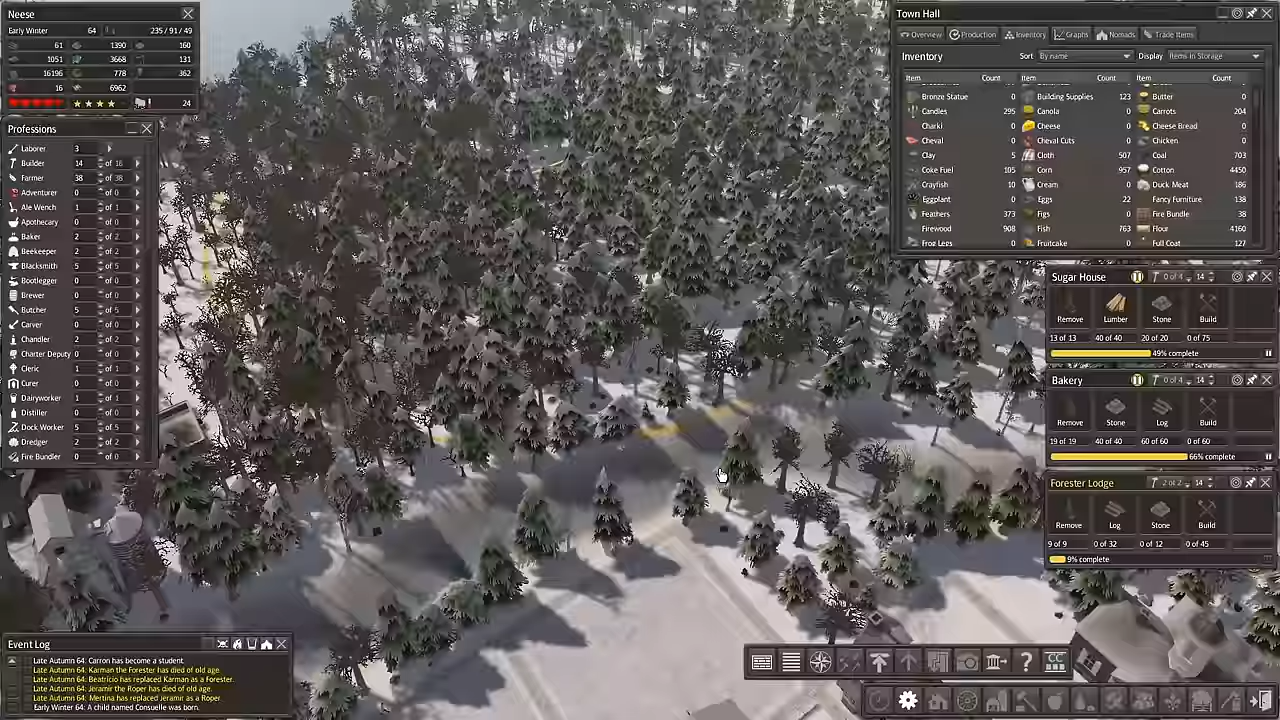 Neese
Early Winter 64 235 / 91 / 49
61 1390 160
1051 3668 131
16196 778 362
16 6962
24
Professions
Laborer 3
Builder 14 of 16
Farmer 38 of 38
Adventurer 0 of 0
Ale Wench 1 of 1
Apothecary 0 of 0
Baker 2 of 2
Beekeeper 2 of 2
Blacksmith 5 of 5
Bootlegger 0 of 0
Brewer 0 of 0
Butcher 5 of 5
Carver 0 of 0
Chandler 2 of 2
Charter Deputy 0 of 0
Cleric 1 of 1
Curer 0 of 0
Dairyworker 1 of 1
Distiller 0 of 0
Dock Worker 5 of 5
Dredger 2 of 2
Fire Bundler 0 of 0
Event Log
Late Autumn 64: Carron has become a student.
Late Autumn 64: Karman the Forester has died of old age.
Late Autumn 64: Beatricio has replaced Karman as a Forester.
Late Autumn 64: Jeramir the Roper has died of old age.
Late Autumn 64: Mertina has replaced Jeramir as a Roper.
Early Winter 64: A child named Consuelle was born.
Town Hall
Overview Production Inventory Graphs Nomads Trade Items
Inventory Sort By name Display Items in Storage
Item Count Item Count Item Count
Bronze Statue 0 Building Supplies 123 Butter 0
Candles 295 Canola 0 Carrots 204
Charki 0 Cheese 0 Cheese Bread 0
Cheval 0 Cheval Cuts 0 Chicken 0
Clay 5 Cloth 507 Coal 703
Coke Fuel 105 Corn 957 Cotton 4450
Crayfish 10 Cream 0 Duck Meat 186
Eggplant 0 Eggs 22 Fancy Furniture 138
Feathers 373 Figs 0 Fire Bundle 38
Firewood 908 Fish 763 Flour 4160
Frog Legs 0 Fruitcake 0 Full Coat 127
Sugar House 0 of 4 14
Remove Lumber Stone Build
13 of 13 40 of 40 20 of 20 0 of 75
49% complete
Bakery 0 of 4 14
Remove Stone Log Build
19 of 19 40 of 40 60 of 60 0 of 60
66% complete
Forester Lodge 2 of 2 14
Remove Log Stone Build
9 of 9 0 of 32 0 of 12 0 of 45
9% complete